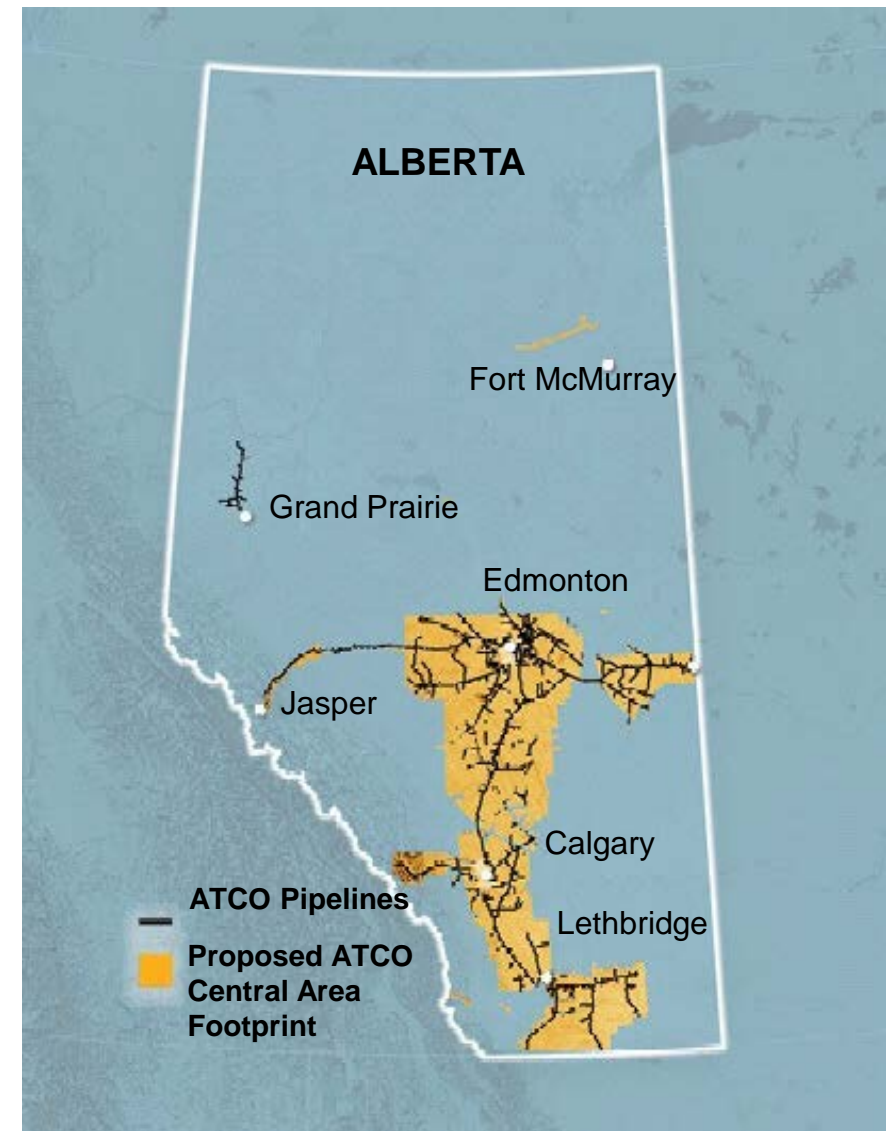 ALBERTA
Fort McMurray
Grand Prairie
Edmonton
Jasper
Calgary
ATCO Pipelines
Lethbridge
Proposed ATCO
Central Area
Footprint